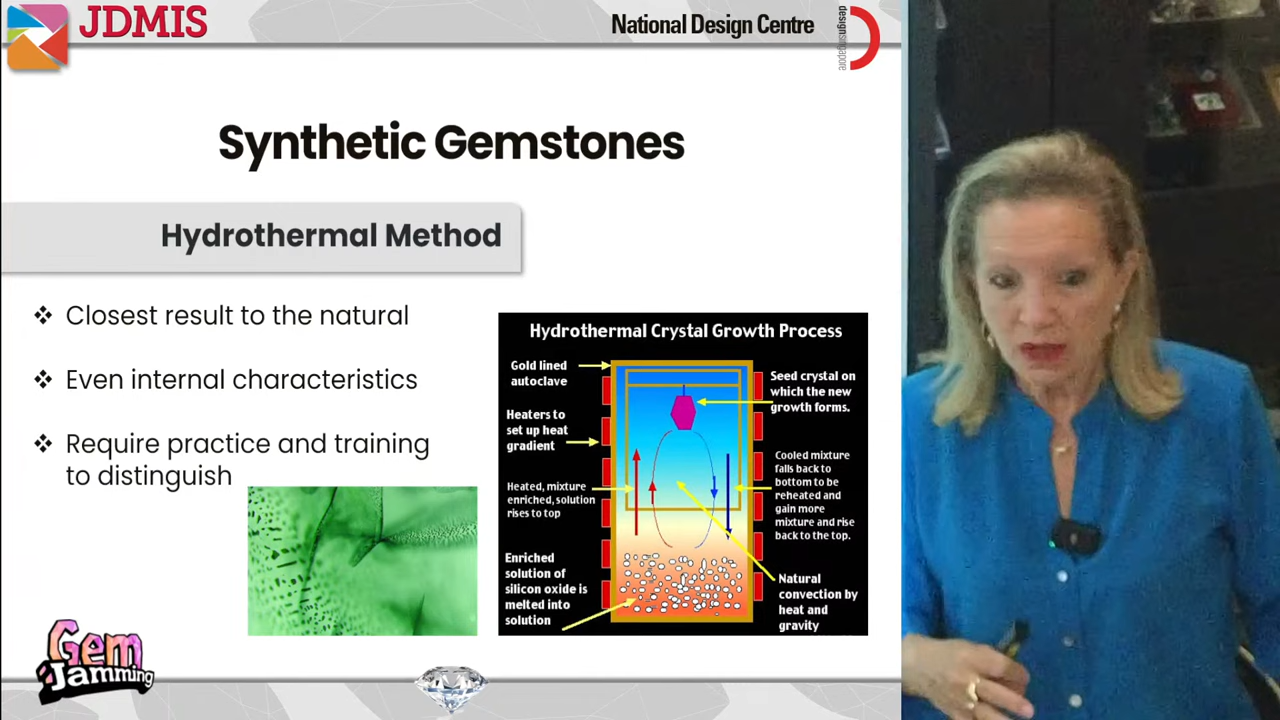 JDMIS
National Design Centre
designsingapore
Synthetic Gemstones
Hydrothermal Method
❖ Closest result to the natural
❖ Even internal characteristics
❖ Require practice and training
to distinguish
Hydrothermal Crystal Growth Process
Gold lined
autoclave
Heaters to
set up heat
gradient
Heated, mixture
enriched, solution
rises to top
Enriched
solution of
silicon oxide is
melted into
solution
Seed crystal on
which the new
growth forms.
Cooled mixture
falls back to
bottom to be
reheated and
gain more
mixture and rise
back to the top.
Natural
convection by
heat and
gravity
Gem
Jamming